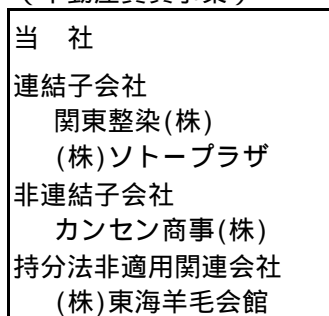 当　社
連結子会社
関東整染(株)
(株)ソトープラザ
非連結子会社
カンセン商事(株)
持分法非適用関連会社
(株)東海羊毛会館